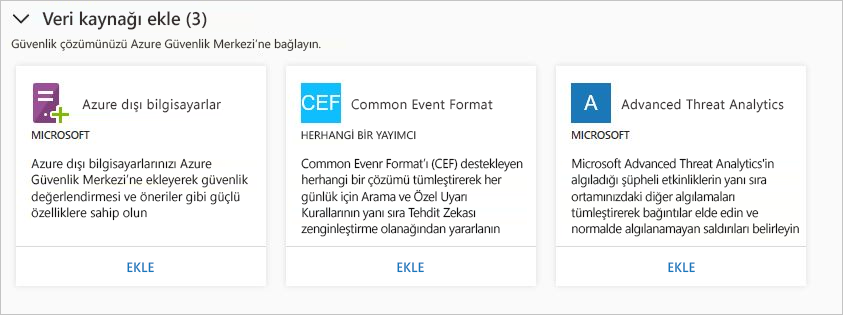 Veri kaynağı ekle (3)
Güvenlik çözümünüzü Azure Güvenlik Merkezi’ne bağlayın.
Azure dışı bilgisayarlar
MICROSOFT
Azure dışı bilgisayarlarınızı Azure
Güvenlik Merkezi’ne ekleyerek güvenlik
değerlendirmesi ve öneriler gibi güçlü
özelliklere sahip olun
EKLE
CEF
Common Event Format
HERHANGİ BİR YAYIMCI
Common Evenr Format’ı (CEF) destekleyen
herhangi bir çözümü tümleştirerek her
günlük için Arama ve Özel Uyarı
Kurallarının yanı sıra Tehdit Zekası
zenginleştirme olanağından yararlanın
EKLE
A
Advanced Threat Analytics
MICROSOFT
Microsoft Advanced Threat Analytics'in
algıladığı şüpheli etkinliklerin yanı sıra
ortamınızdaki diğer algılamaları
tümleştirerek bağıntılar elde edin ve
normalde algılanamayan saldırıları belirleyin
EKLE